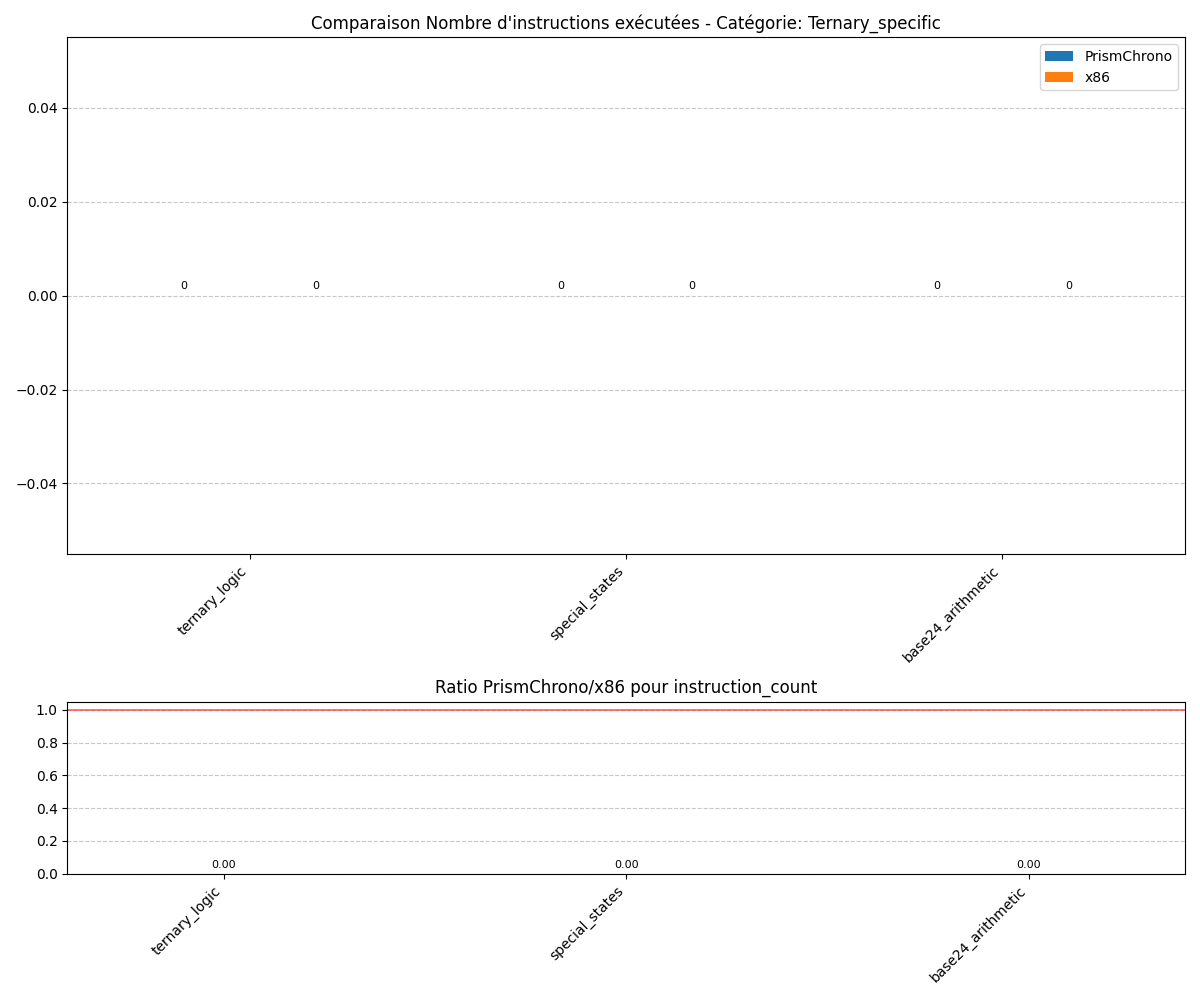 Comparaison Nombre d'instructions exécutées - Catégorie: Ternary_specific
PrismChrono
x86
0.04
0.02
0.00
−0.02
−0.04
0 0 0 0 0 0
ternary_logic
special_states
base24_arithmetic
Ratio PrismChrono/x86 pour instruction_count
1.0
0.8
0.6
0.4
0.2
0.0
0.00 0.00 0.00
ternary_logic
special_states
base24_arithmetic